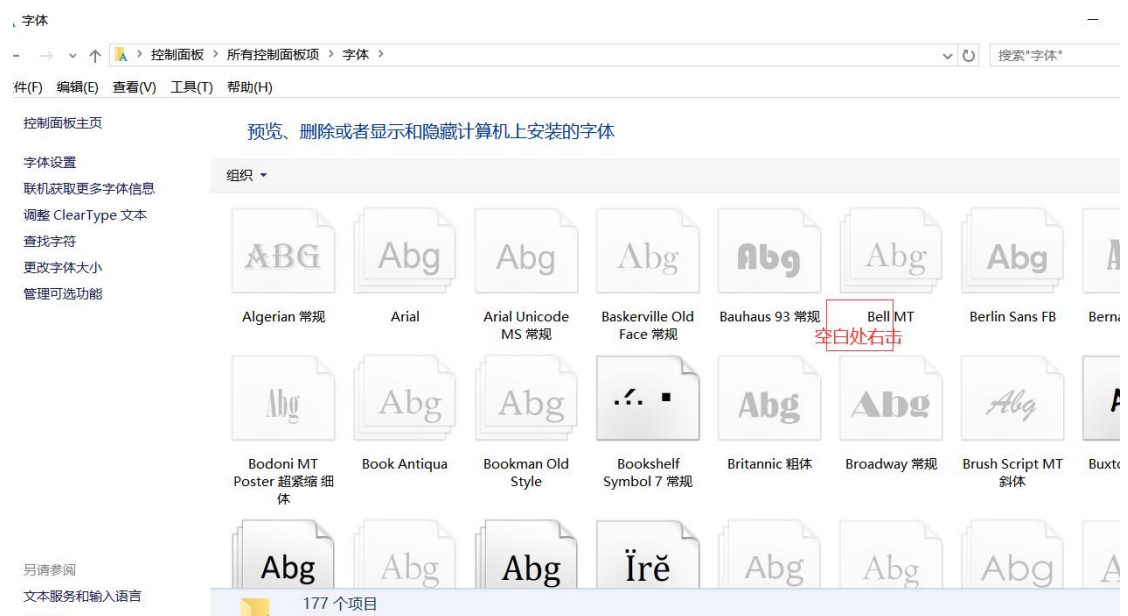 字体
控制面板 > 所有控制面板项 > 字体 >
搜索"字体"
件(F) 编辑(E) 查看(V) 工具(T) 帮助(H)
控制面板主页
字体设置
联机获取更多字体信息
调整 ClearType 文本
查找字符
更改字体大小
管理可选功能
另请参阅
文本服务和输入语言
预览、删除或者显示和隐藏计算机上安装的字体
组织
ABG Abg Abg Abg Abg Abg Abg
Algerian 常规 Arial Arial Unicode Baskerville Old Bauhaus 93 常规 Bell MT Berlin Sans FB Berna
MS 常规 Face 常规
空白处右击
Abg Abg Abg Abg Abg Abg
Bodoni MT Book Antiqua Bookman Old Bookshelf Britannic 粗体 Broadway 常规 Brush Script MT Buxto
Poster 超紧缩 细 Style Symbol 7 常规 斜体
体
Abg Abg Abg Ïrĕ Abg Abg Abg
177 个项目